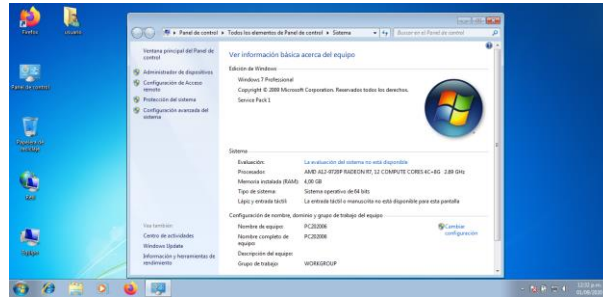 Panel de control ▸ Todos los elementos de Panel de control ▸ Sistema
Buscar en el Panel de control
Firefox
usuario
Panel de control
Papelera de reciclaje
Red
equipo
Ventana principal del Panel de
control
Administrador de dispositivos
Configuración de Acceso
remoto
Protección del sistema
Configuración avanzada del
sistema
Vea también
Centro de actividades
Windows Update
Información y herramientas de
rendimiento
Ver información básica acerca del equipo
Edición de Windows
Windows 7 Professional
Copyright © 2009 Microsoft Corporation. Reservados todos los derechos.
Service Pack 1
Sistema
Evaluación: La evaluación del sistema no está disponible
Procesador: AMD A12-9720P RADEON R7, 12 COMPUTE CORES 4C+8G 2.69 GHz
Memoria instalada (RAM): 4,00 GB
Tipo de sistema: Sistema operativo de 64 bits
Lápiz y entrada táctil: La entrada táctil o manuscrita no está disponible para esta pantalla
Configuración de nombre, dominio y grupo de trabajo del equipo
Nombre de equipo: PC202006
Cambiar
configuración
Nombre completo de
equipo: PC202006
Descripción del equipo:
Grupo de trabajo: WORKGROUP